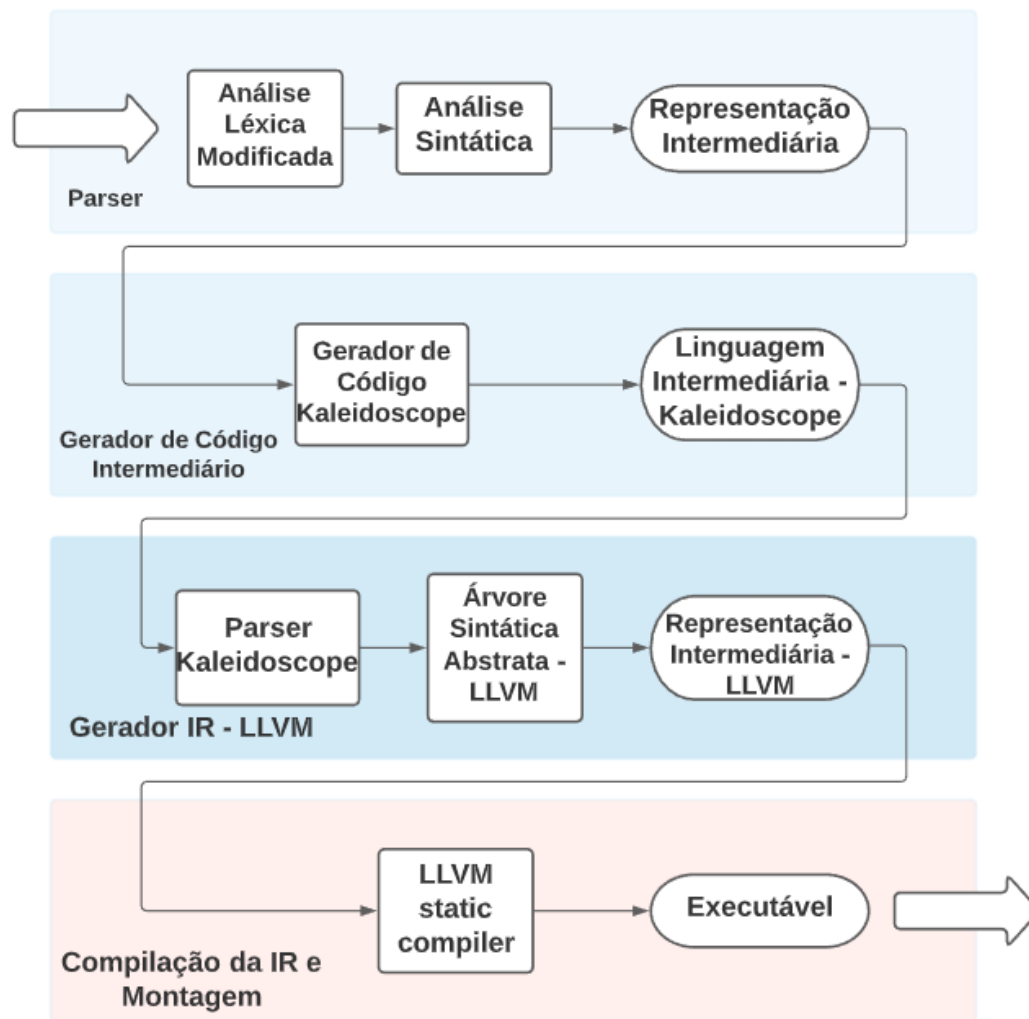 Análise
Léxica
Modificada
Análise
Sintática
Representação
Intermediária
Parser
Gerador de
Código
Kaleidoscope
Linguagem
Intermediária -
Kaleidoscope
Gerador de Código
Intermediário
Parser
Kaleidoscope
Árvore
Sintática
Abstrata -
LLVM
Representação
Intermediária -
LLVM
Gerador IR - LLVM
LLVM
static
compiler
Executável
Compilação da IR e
Montagem